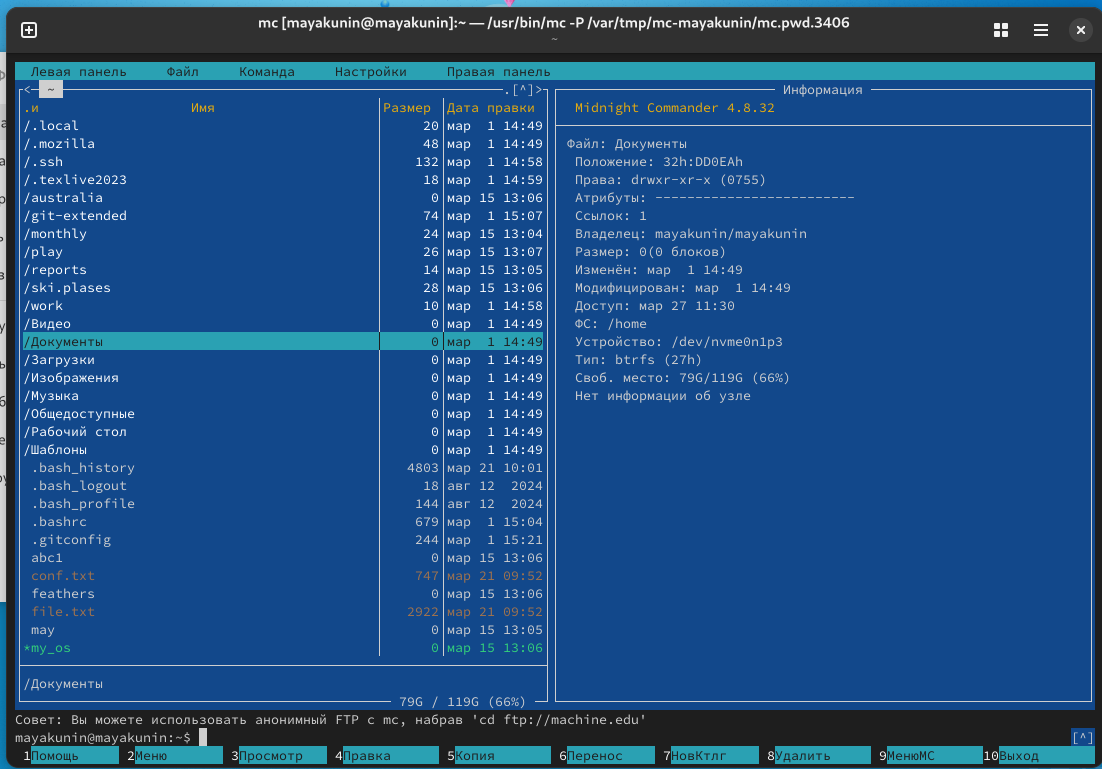 mc [mayakunin@mayakunin]:~ — /usr/bin/mc -P /var/tmp/mc-mayakunin/mc.pwd.3406
~
Левая панель Файл Команда Настройки Правая панель
<─ ~ .[^]>
.и Имя Размер Дата правки
/.local 20 мар 1 14:49
/.mozilla 48 мар 1 14:49
/.ssh 132 мар 1 14:58
/.texlive2023 18 мар 1 14:59
/australia 0 мар 15 13:06
/git-extended 74 мар 1 15:07
/monthly 24 мар 15 13:04
/play 26 мар 15 13:07
/reports 14 мар 15 13:05
/ski.plases 28 мар 15 13:06
/work 10 мар 1 14:58
/Видео 0 мар 1 14:49
/Документы 0 мар 1 14:49
/Загрузки 0 мар 1 14:49
/Изображения 0 мар 1 14:49
/Музыка 0 мар 1 14:49
/Общедоступные 0 мар 1 14:49
/Рабочий стол 0 мар 1 14:49
/Шаблоны 0 мар 1 14:49
.bash_history 4803 мар 21 10:01
.bash_logout 18 авг 12 2024
.bash_profile 144 авг 12 2024
.bashrc 679 мар 1 15:04
.gitconfig 244 мар 1 15:21
abc1 0 мар 15 13:06
conf.txt 747 мар 21 09:52
feathers 0 мар 15 13:06
file.txt 2922 мар 21 09:52
may 0 мар 15 13:05
*my_os 0 мар 15 13:06
/Документы
79G / 119G (66%)
Информация
Midnight Commander 4.8.32
Файл: Документы
Положение: 32h:DD0EAh
Права: drwxr-xr-x (0755)
Атрибуты: -------------------------
Ссылок: 1
Владелец: mayakunin/mayakunin
Размер: 0(0 блоков)
Изменён: мар 1 14:49
Модифицирован: мар 1 14:49
Доступ: мар 27 11:30
ФС: /home
Устройство: /dev/nvme0n1p3
Тип: btrfs (27h)
Своб. место: 79G/119G (66%)
Нет информации об узле
Совет: Вы можете использовать анонимный FTP с mc, набрав 'cd ftp://machine.edu'
mayakunin@mayakunin:~$ [^]
1Помощь 2Меню 3Просмотр 4Правка 5Копия 6Перенос 7НовКтлг 8Удалить 9МенюМС 10Выход